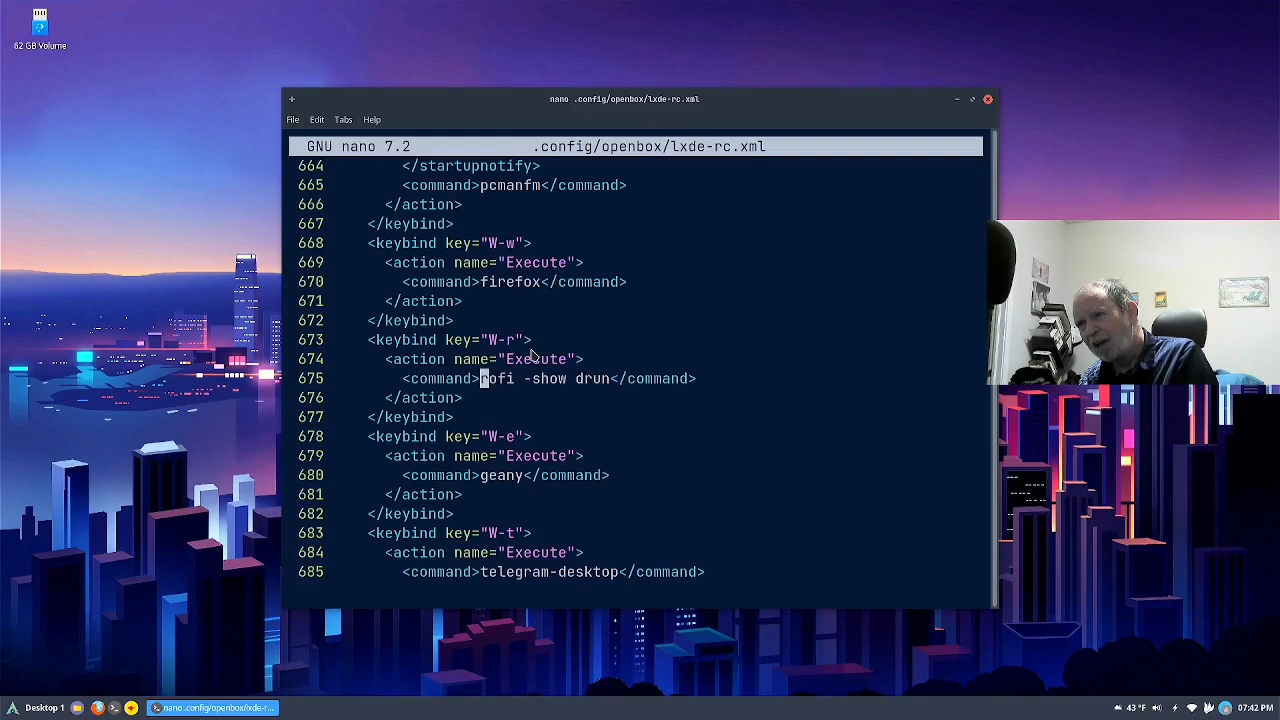 62 GB Volume
nano .config/openbox/lxde-rc.xml
File Edit Tabs Help
GNU nano 7.2 .config/openbox/lxde-rc.xml
664 </startupnotify>
665 <command>pcmanfm</command>
666 </action>
667 </keybind>
668 <keybind key="W-w">
669 <action name="Execute">
670 <command>firefox</command>
671 </action>
672 </keybind>
673 <keybind key="W-r">
674 <action name="Execute">
675 <command>rofi -show drun</command>
676 </action>
677 </keybind>
678 <keybind key="W-e">
679 <action name="Execute">
680 <command>geany</command>
681 </action>
682 </keybind>
683 <keybind key="W-t">
684 <action name="Execute">
685 <command>telegram-desktop</command>
Desktop 1 nano .config/openbox/lxde-r... 43°F 07:42 PM